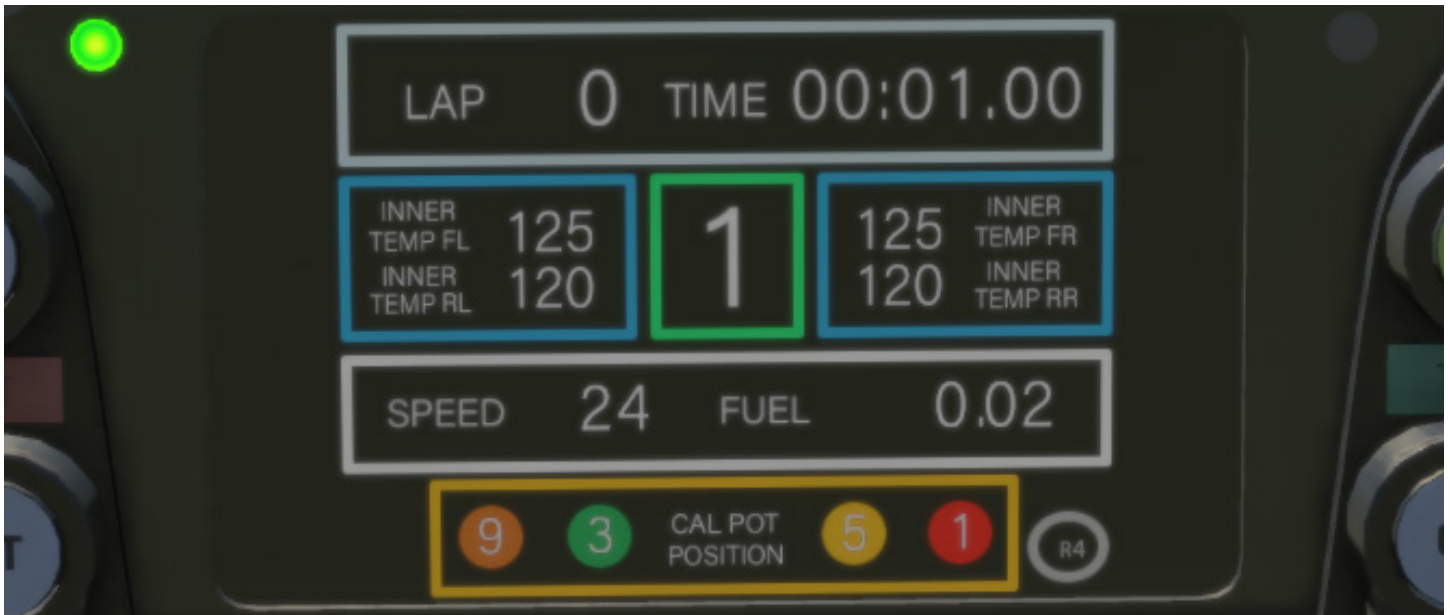 LAP 0 TIME 00:01.00
INNER TEMP FL 125
INNER TEMP RL 120
1
125 INNER TEMP FR
120 INNER TEMP RR
SPEED 24 FUEL 0.02
9 3 CAL POT POSITION 5 1
R4
T